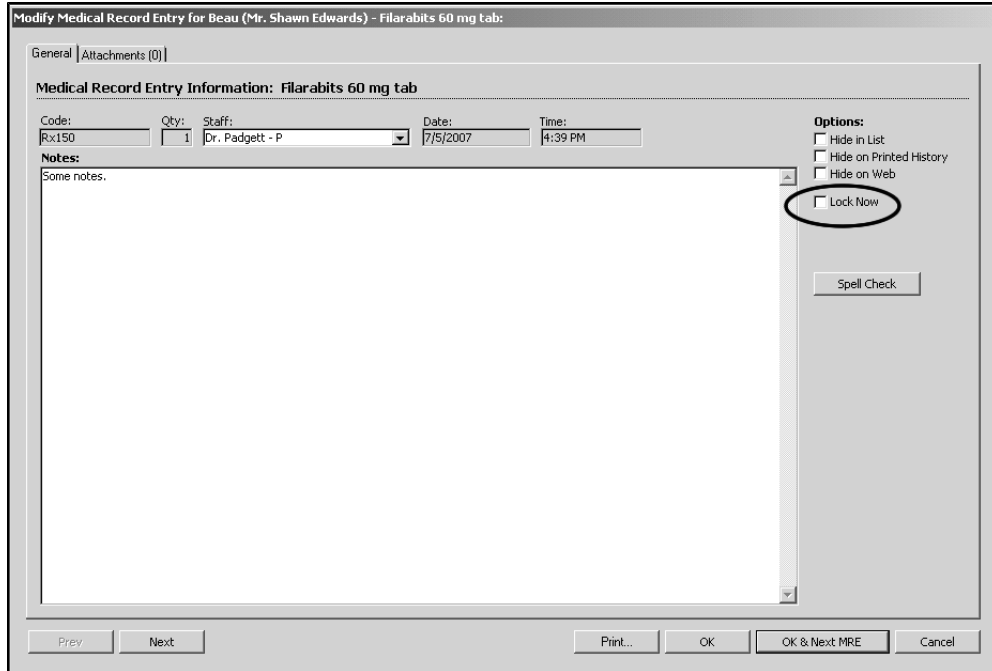 Modify Medical Record Entry for Beau (Mr. Shawn Edwards) - Filarabits 60 mg tab:
General Attachments (0)
Medical Record Entry Information: Filarabits 60 mg tab
Code: Qty: Staff: Date: Time: Options:
Rx150 1 Dr. Padgett - P 7/5/2007 4:39 PM Hide in List
Hide on Printed History
Notes: Hide on Web
Some notes.
Lock Now
Spell Check
Prev Next Print... OK OK & Next MRE Cancel